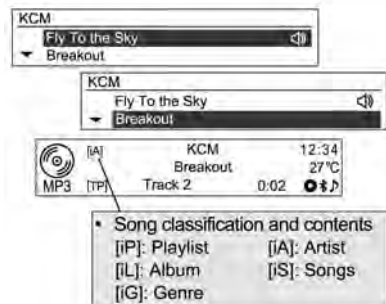 KCM
Fly To the Sky
Breakout
KCM
Fly To the Sky
Breakout
[iA] KCM 12:34
Breakout 27°C
MP3 [TP] Track 2 0:02
• Song classification and contents
[iP]: Playlist [iA]: Artist
[iL]: Album [iS]: Songs
[iG]: Genre